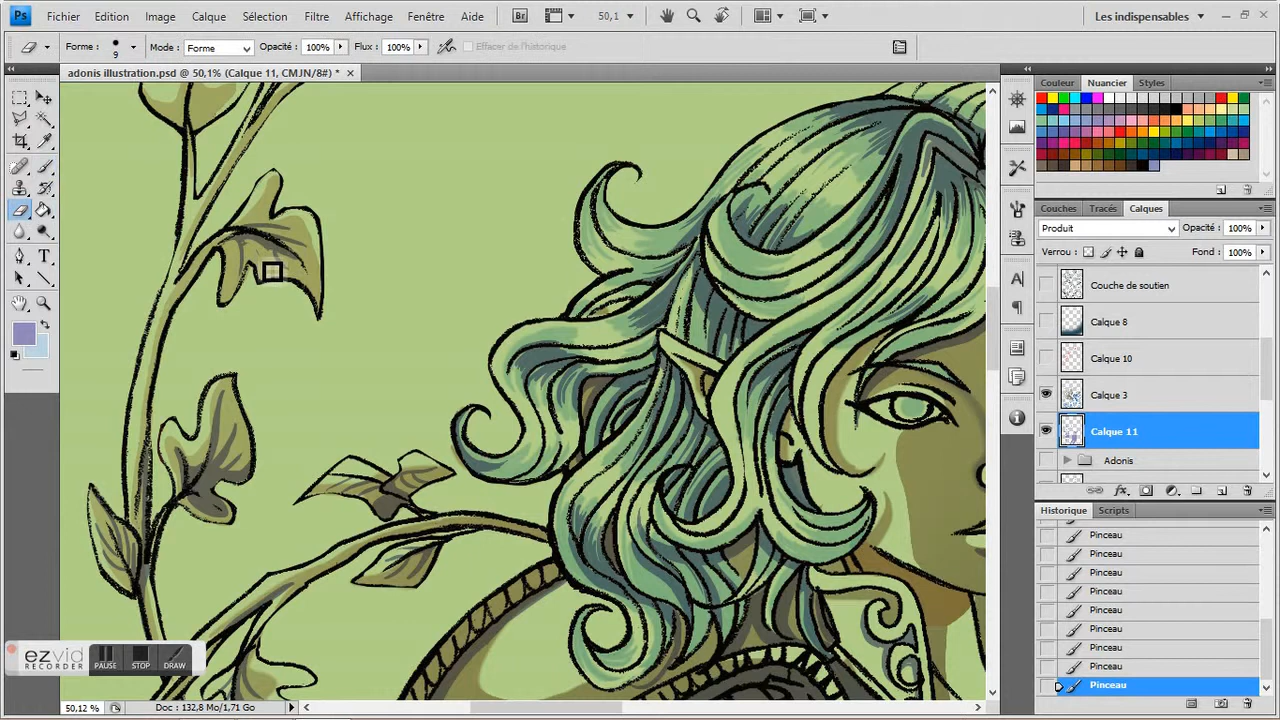 Ps Fichier Edition Image Calque Sélection Filtre Affichage Fenêtre Aide Br 50,1 Les indispensables
Forme : 9 Mode : Forme Opacité : 100% Flux : 100% Effacer de l'historique
adonis illustration.psd @ 50,1% (Calque 11, CMJN/8#) *
Couleur Nuancier Styles
Couches Tracés Calques
Produit Opacité : 100%
Verrou : Fond : 100%
Couche de soutien
Calque 8
Calque 10
Calque 3
Calque 11
Adonis
fx
Historique Scripts
Pinceau
Pinceau
Pinceau
Pinceau
Pinceau
Pinceau
Pinceau
Pinceau
Pinceau
ezvid
RECORDER
PAUSE STOP DRAW
50,12 % Doc : 132,8 Mo/1,71 Go